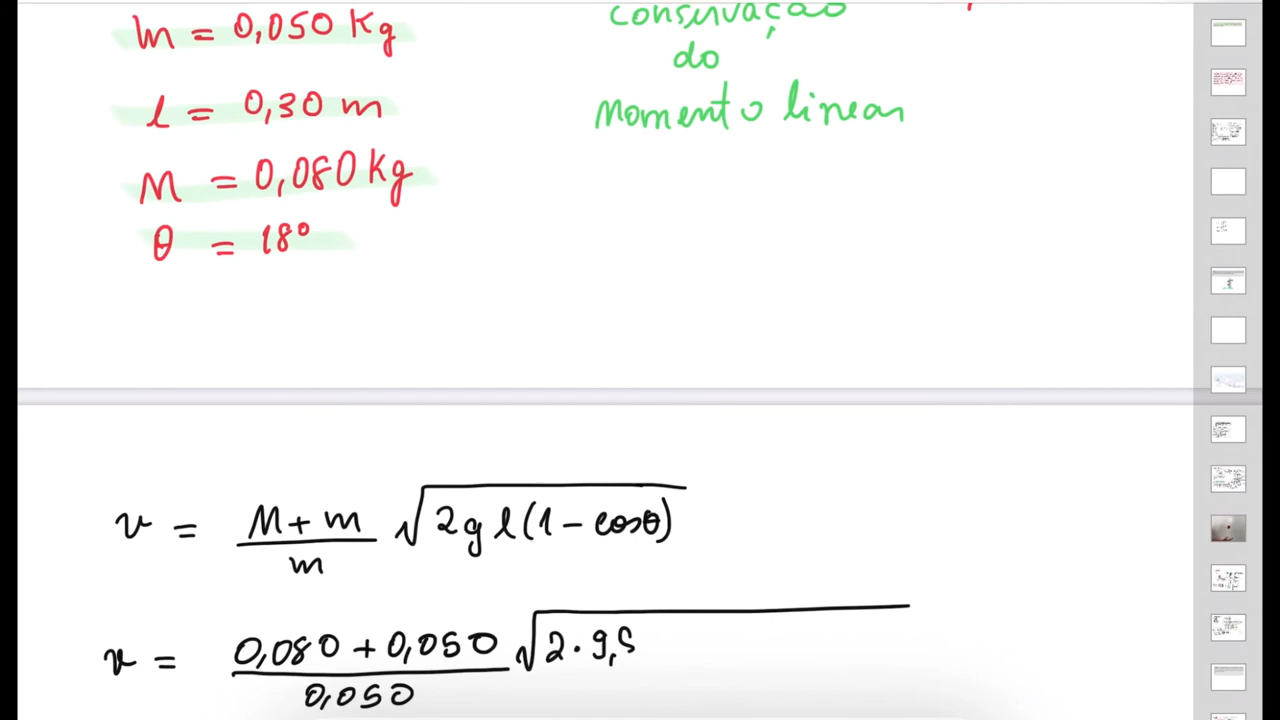 m = 0,050 Kg
l = 0,30 m
M = 0,080 Kg
θ = 18°
conservação
do
momento linear
v = M + m / m √2 g l (1 - cosθ)
v = 0,080 + 0,050 / 0,050 √2 · 9,8